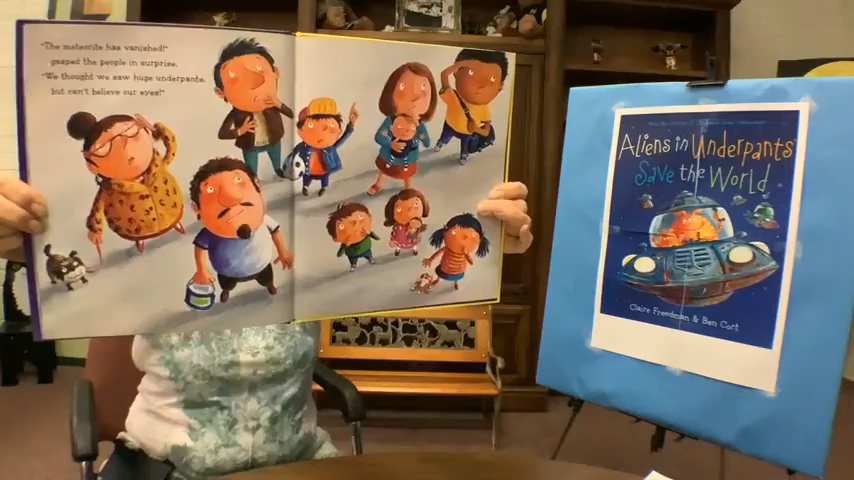 "The meteorite has vanished!"
gasped the people in surprise.
"We thought we saw huge underpants,
but can't believe our eyes!"
Aliens in Underpants
Save the World
Claire Freedman & Ben Cort